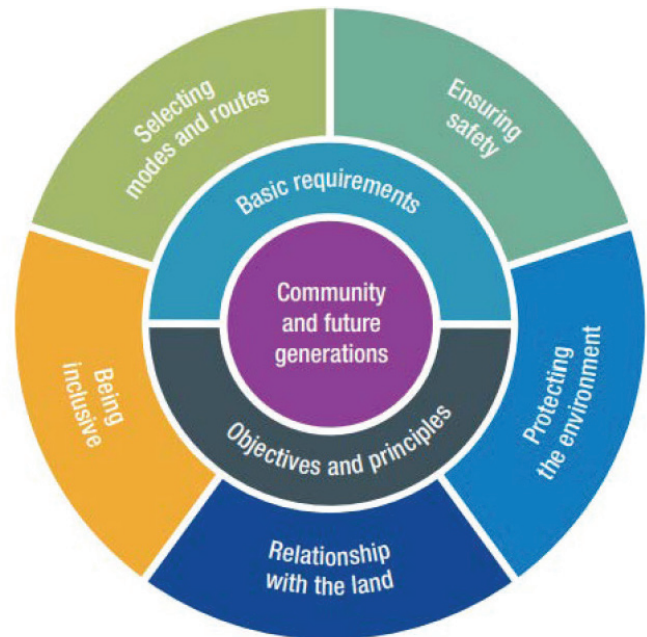 Selecting
modes and routes
Ensuring
safety
Basic requirements
Community
and future
generations
Being
inclusive
Protecting
the environment
Objectives and principles
Relationship
with the land